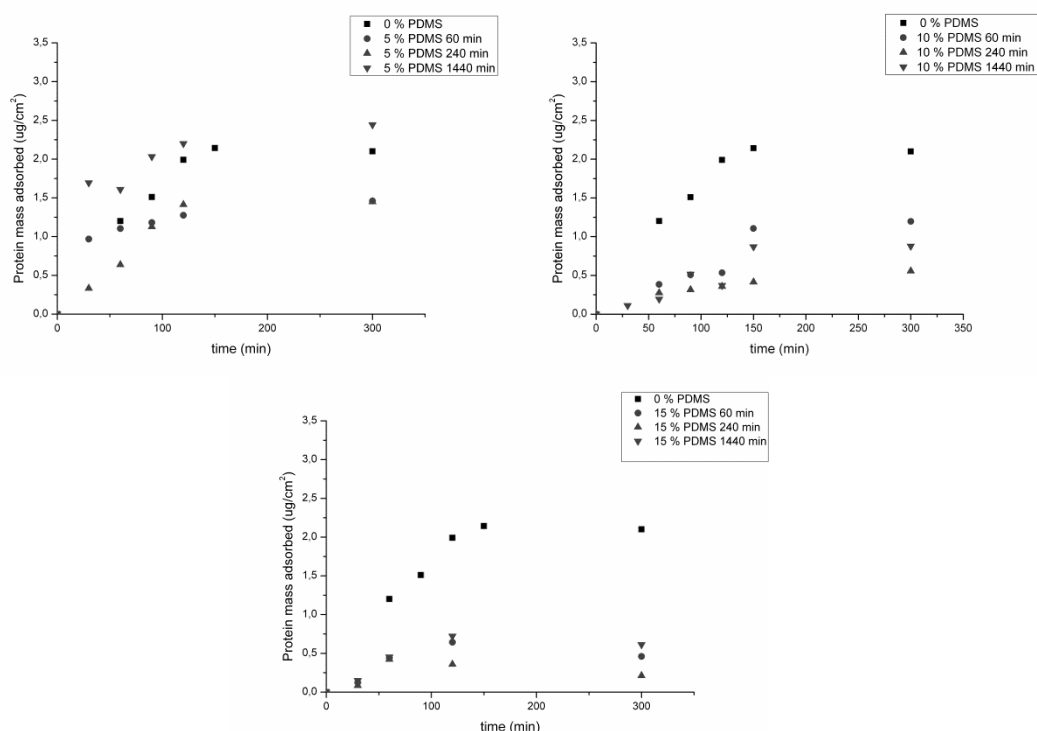 0 % PDMS
5 % PDMS 60 min
5 % PDMS 240 min
5 % PDMS 1440 min
3,5
3,0
2,5
2,0
1,5
1,0
0,5
0,0
Protein mass adsorbed (ug/cm²)
0
100
200
300
time (min)
0 % PDMS
10 % PDMS 60 min
10 % PDMS 240 min
10 % PDMS 1440 min
3,5
3,0
2,5
2,0
1,5
1,0
0,5
0,0
Protein mass adsorbed (ug/cm²)
0
50
100
150
200
250
300
350
time (min)
0 % PDMS
15 % PDMS 60 min
15 % PDMS 240 min
15 % PDMS 1440 min
3,5
3,0
2,5
2,0
1,5
1,0
0,5
0,0
Protein mass adsorbed (ug/cm²)
0
100
200
300
time (min)